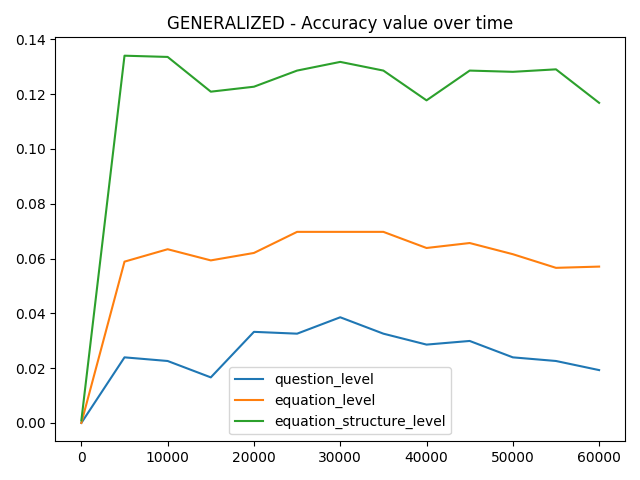 GENERALIZED - Accuracy value over time
0.14
0.12
0.10
0.08
0.06
0.04
0.02
0.00
question_level
equation_level
equation_structure_level
0 10000 20000 30000 40000 50000 60000